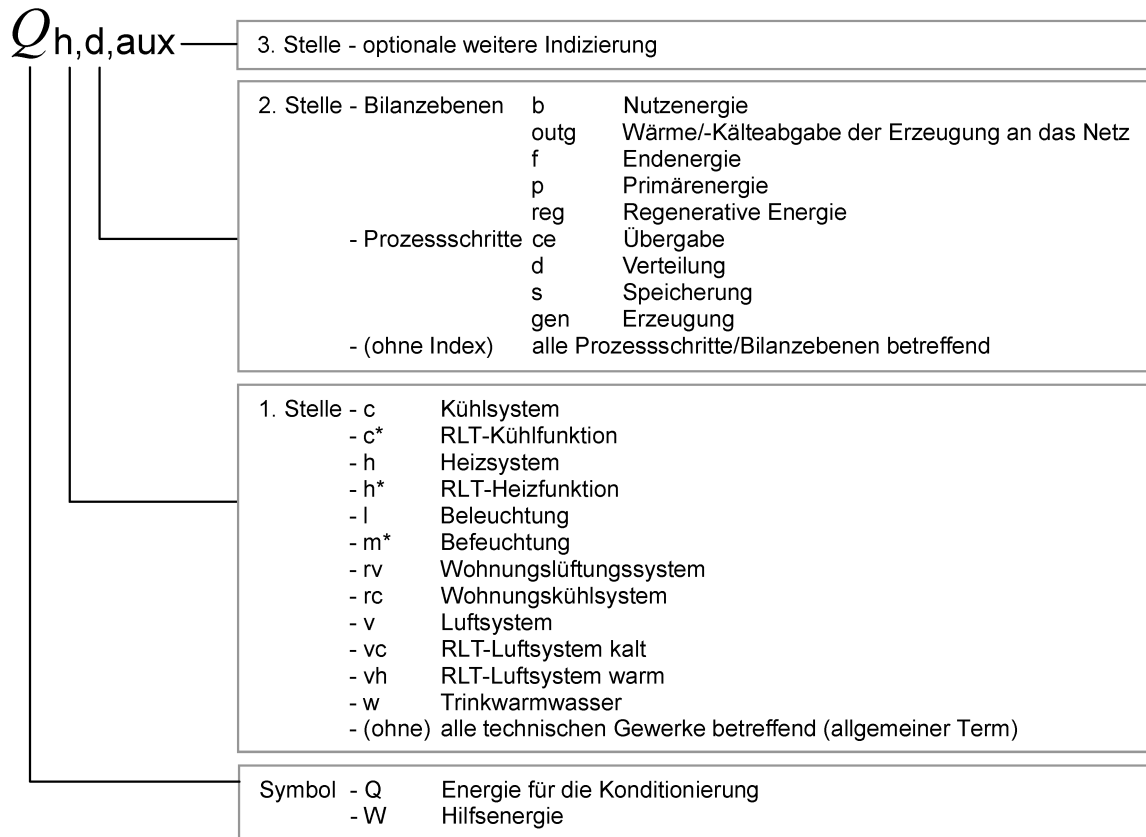 Qh,d,aux
3. Stelle - optionale weitere Indizierung
2. Stelle - Bilanzebenen b Nutzenergie
outg Wärme/-Kälteabgabe der Erzeugung an das Netz
f Endenergie
p Primärenergie
reg Regenerative Energie
- Prozessschritte ce Übergabe
d Verteilung
s Speicherung
gen Erzeugung
- (ohne Index) alle Prozessschritte/Bilanzebenen betreffend
1. Stelle - c Kühlsystem
- c* RLT-Kühlfunktion
- h Heizsystem
- h* RLT-Heizfunktion
- l Beleuchtung
- m* Befeuchtung
- rv Wohnungslüftungssystem
- rc Wohnungskühlsystem
- v Luftsystem
- vc RLT-Luftsystem kalt
- vh RLT-Luftsystem warm
- w Trinkwarmwasser
- (ohne) alle technischen Gewerke betreffend (allgemeiner Term)
Symbol - Q Energie für die Konditionierung
- W Hilfsenergie